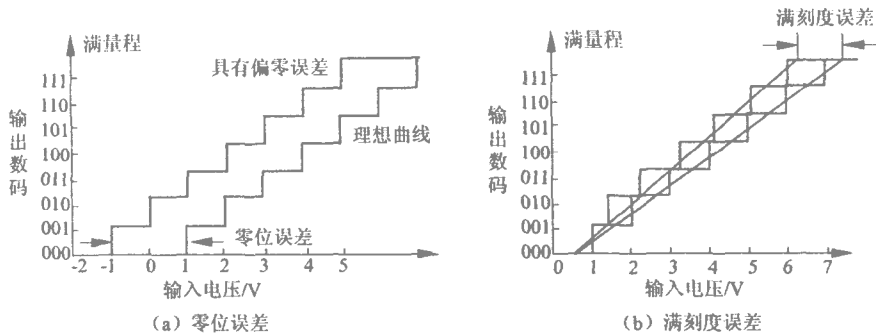 满量程
具有偏零误差
理想曲线
零位误差
输出数码
111
110
101
100
011
010
001
000
-2 -1 0 1 2 3 4 5
输入电压/V
(a) 零位误差
满刻度误差
满量程
输出数码
111
110
101
100
011
010
001
000
0 1 2 3 4 5 6 7
输入电压/V
(b) 满刻度误差